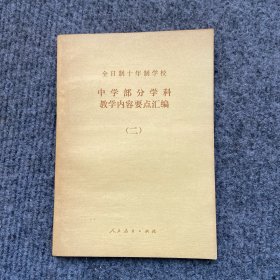 全日制十年制学校
中学部分学科
教学内容要点汇编
（二）
人民教育出版社